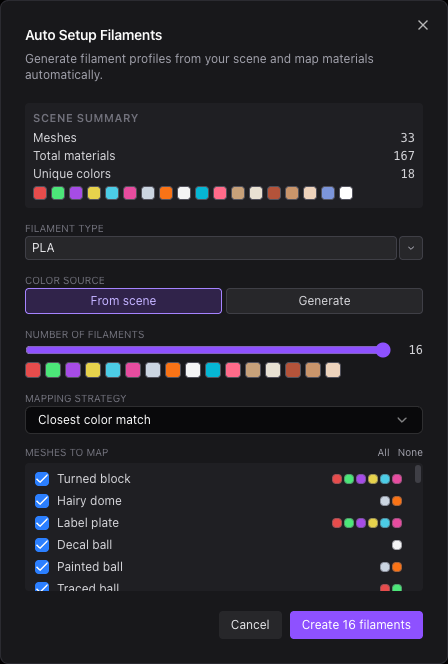 Auto Setup Filaments
Generate filament profiles from your scene and map materials
automatically.
SCENE SUMMARY
Meshes 33
Total materials 167
Unique colors 18
FILAMENT TYPE
PLA
COLOR SOURCE
From scene Generate
NUMBER OF FILAMENTS
16
MAPPING STRATEGY
Closest color match
MESHES TO MAP All None
Turned block
Hairy dome
Label plate
Decal ball
Painted ball
Traced ball
Cancel Create 16 filaments